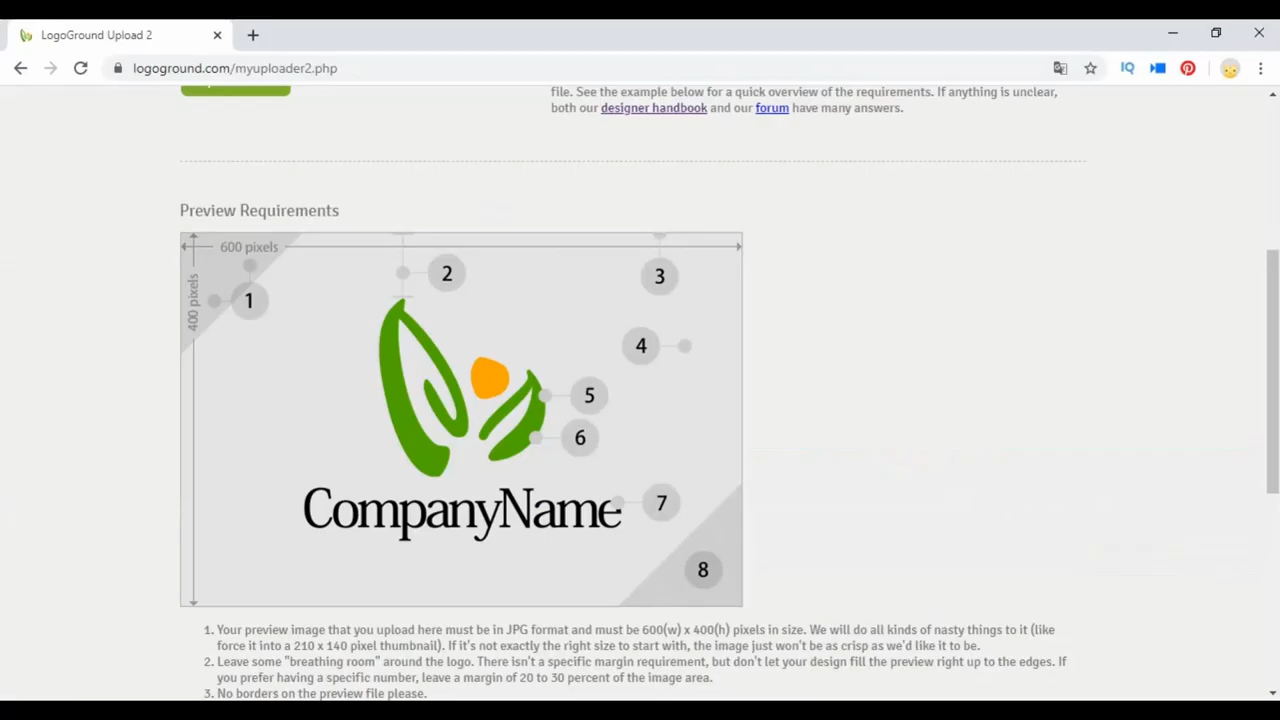 LogoGround Upload 2
logoground.com/myuploader2.php
IQ
file. See the example below for a quick overview of the requirements. If anything is unclear,
both our designer handbook and our forum have many answers.
Preview Requirements
600 pixels
400 pixels
1
2
3
4
5
6
CompanyName
7
8
1. Your preview image that you upload here must be in JPG format and must be 600(w) x 400(h) pixels in size. We will do all kinds of nasty things to it (like
force it into a 210 x 140 pixel thumbnail). If it's not exactly the right size to start with, the image just won't be as crisp as we'd like it to be.
2. Leave some "breathing room" around the logo. There isn't a specific margin requirement, but don't let your design fill the preview right up to the edges. If
you prefer having a specific number, leave a margin of 20 to 30 percent of the image area.
3. No borders on the preview file please.